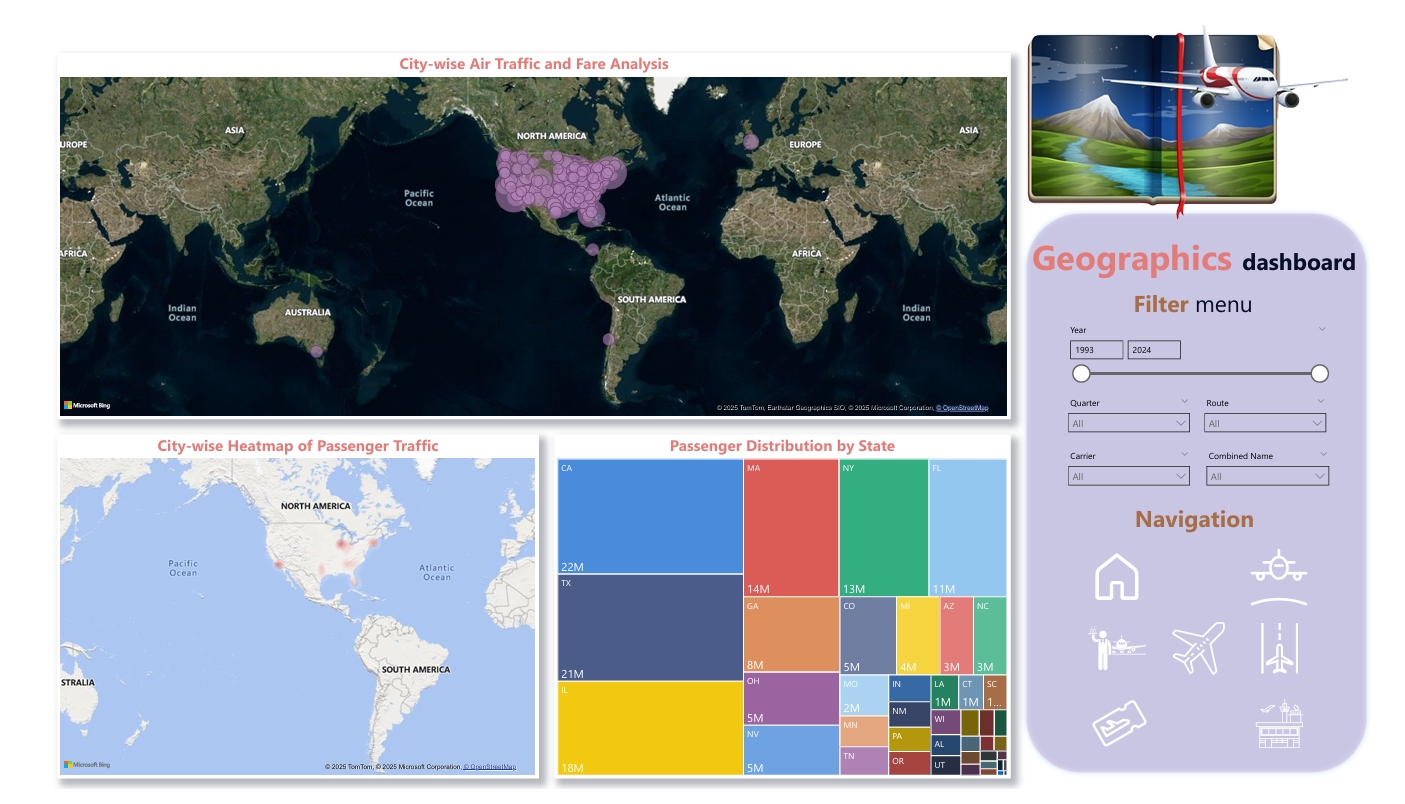 City-wise Air Traffic and Fare Analysis
ASIA
NORTH AMERICA
ASIA
UROPE
EUROPE
Pacific
Ocean
Atlantic
Ocean
AFRICA
AFRICA
SOUTH AMERICA
Indian
Ocean
AUSTRALIA
Indian
Ocean
Microsoft Bing
© 2025 TomTom, Earthstar Geographics SIO, © 2025 Microsoft Corporation, © OpenStreetMap
City-wise Heatmap of Passenger Traffic
NORTH AMERICA
Pacific
Ocean
Atlantic
Ocean
SOUTH AMERICA
STRALIA
Microsoft Bing
© 2025 TomTom, © 2025 Microsoft Corporation, © OpenStreetMap
Passenger Distribution by State
CA
22M
TX
21M
IL
18M
MA
14M
NY
13M
FL
11M
GA
8M
OH
5M
NV
5M
CO
5M
MI
4M
AZ
3M
NC
3M
MO
2M
MN
TN
IN
NM
PA
OR
LA
1M
CT
1M
SC
1...
WI
AL
UT
Geographics dashboard
Filter menu
Year
1993
2024
Quarter
All
Route
All
Carrier
All
Combined Name
All
Navigation